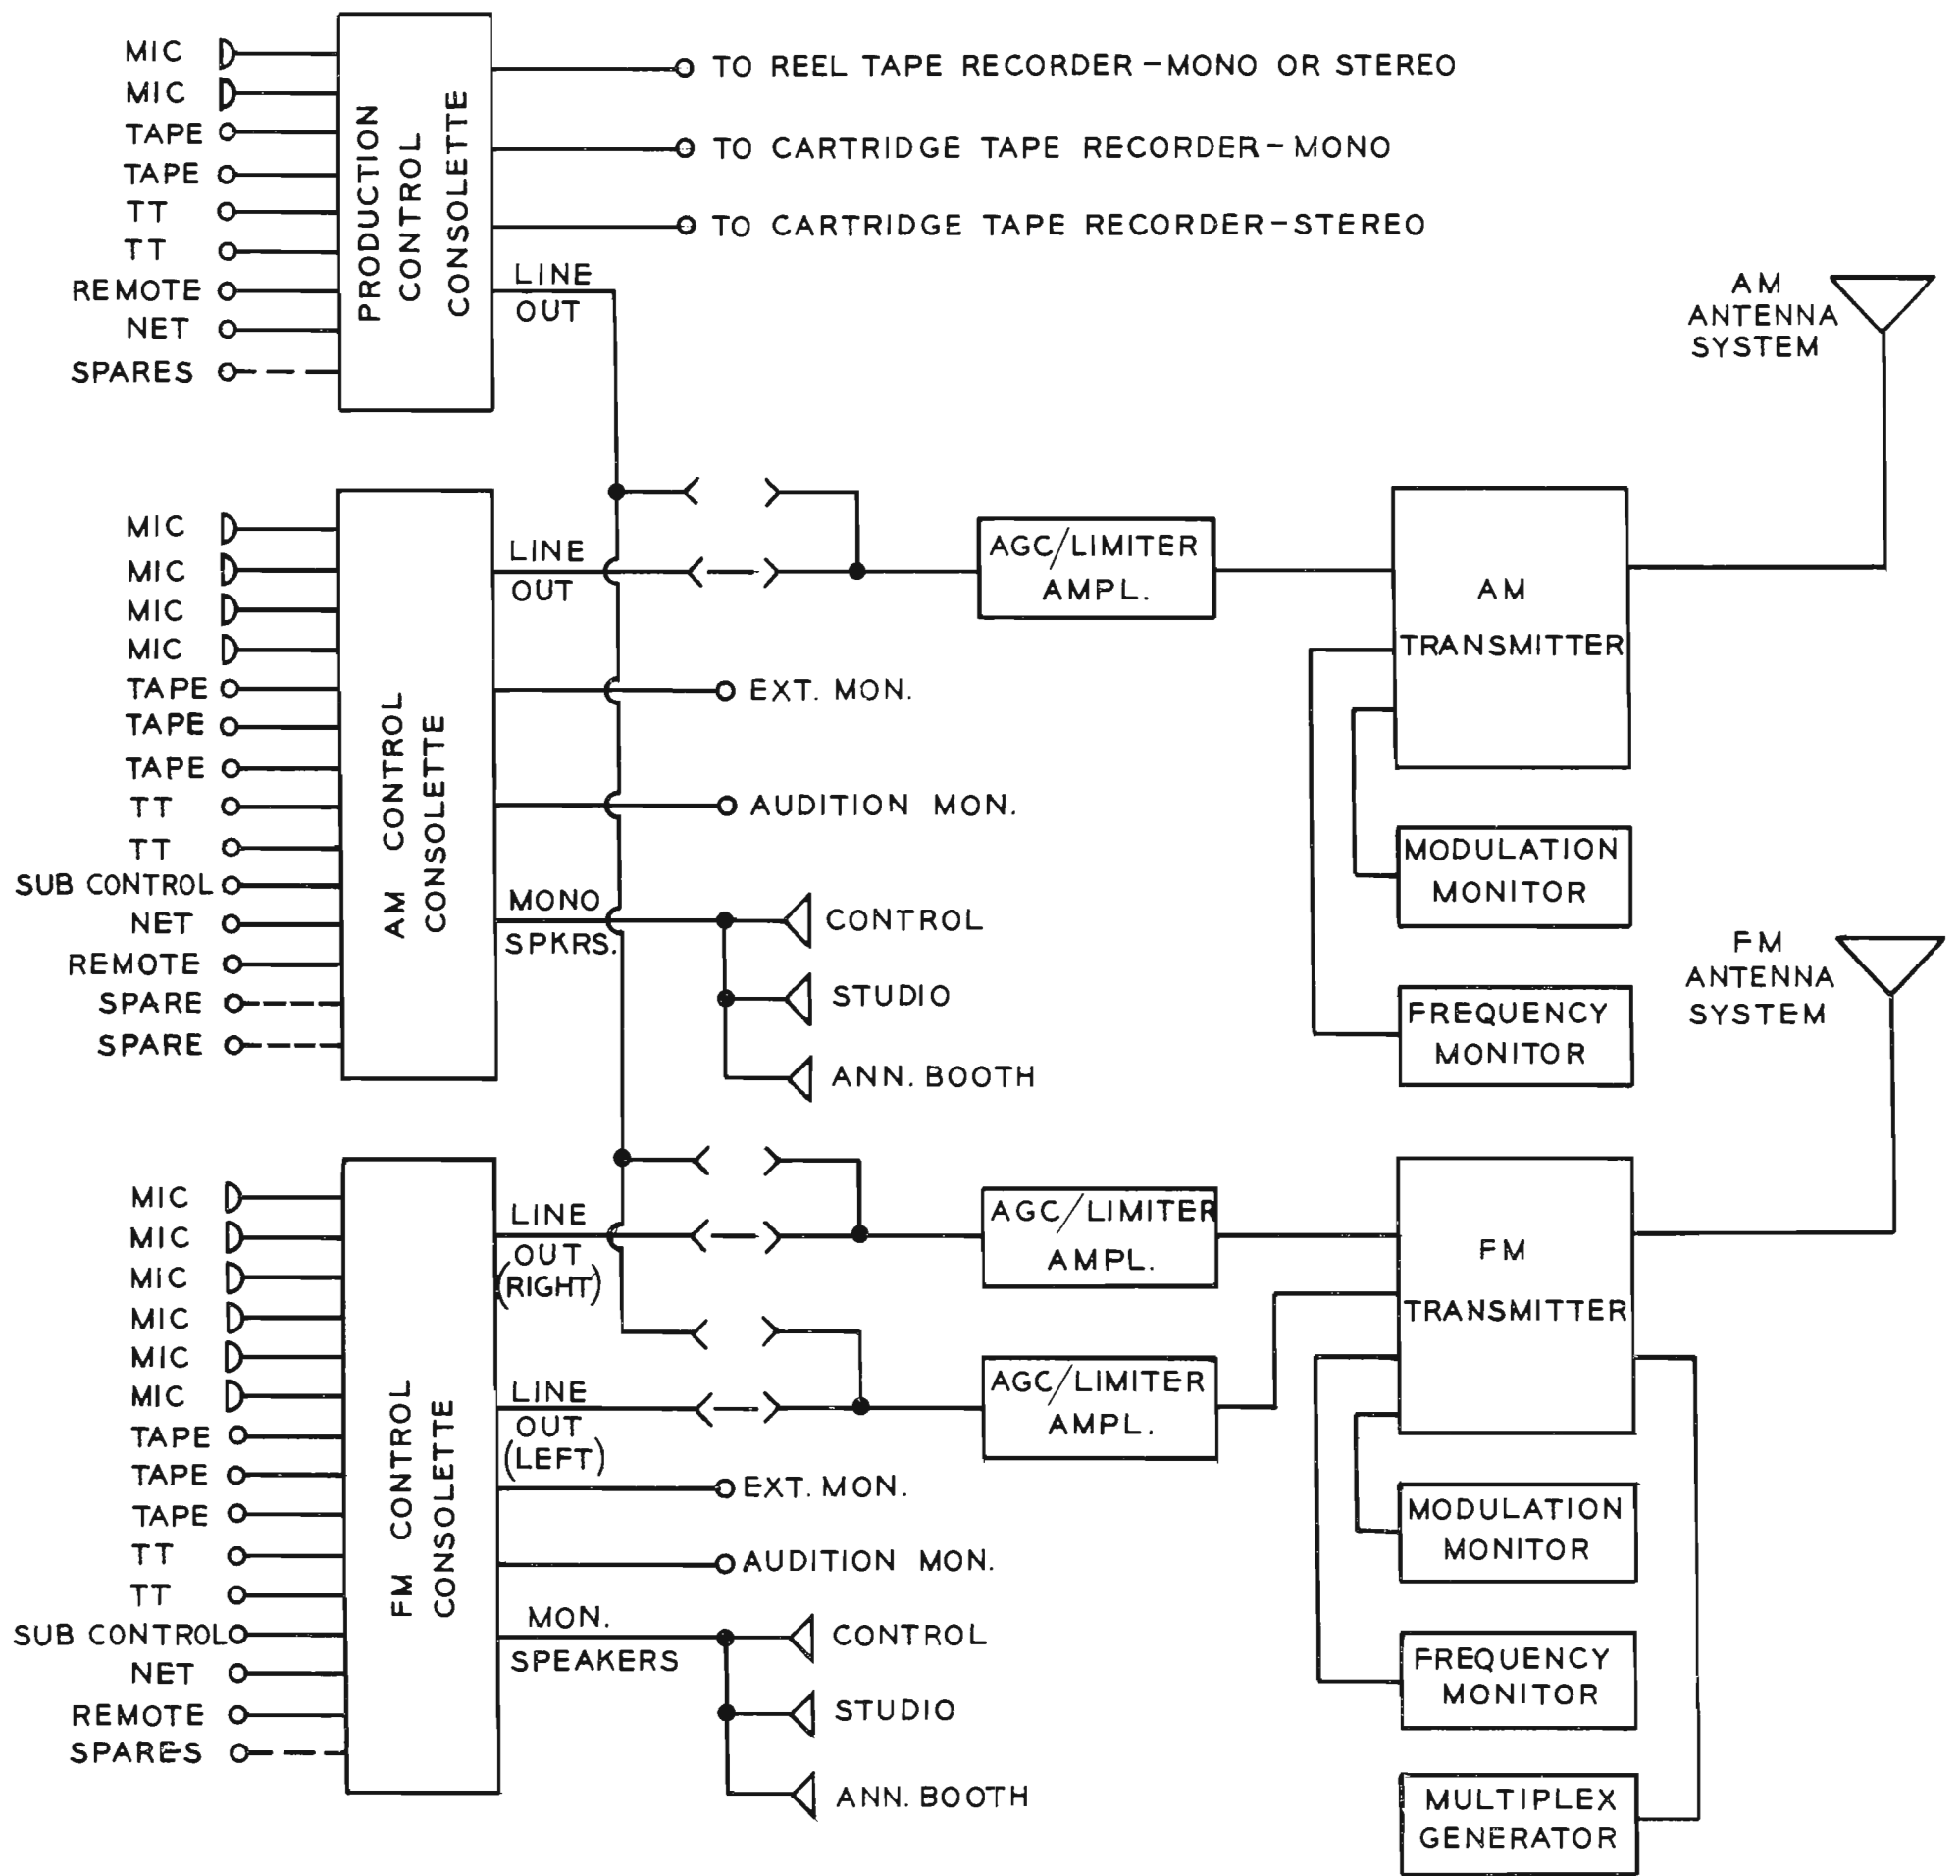 MIC
MIC
TAPE
TAPE
TT
TT
REMOTE
NET
SPARES
PRODUCTION
CONTROL
CONSOLETTE
TO REEL TAPE RECORDER-MONO OR STEREO
TO CARTRIDGE TAPE RECORDER-MONO
TO CARTRIDGE TAPE RECORDER-STEREO
LINE
OUT
AM
ANTENNA
SYSTEM
MIC
MIC
MIC
MIC
TAPE
TAPE
TAPE
TT
TT
SUB CONTROL
NET
REMOTE
SPARE
SPARE
AM CONTROL
CONSOLETTE
LINE
OUT
EXT. MON.
AUDITION MON.
MONO
SPKRS.
CONTROL
STUDIO
ANN. BOOTH
AGC/LIMITER
AMPL.
AM
TRANSMITTER
MODULATION
MONITOR
FREQUENCY
MONITOR
FM
ANTENNA
SYSTEM
MIC
MIC
MIC
MIC
MIC
MIC
TAPE
TAPE
TAPE
TT
TT
SUB CONTROL
NET
REMOTE
SPARES
FM CONTROL
CONSOLETTE
LINE
OUT
(RIGHT)
LINE
OUT
(LEFT)
EXT. MON.
AUDITION MON.
MON.
SPEAKERS
CONTROL
STUDIO
ANN. BOOTH
AGC/LIMITER
AMPL.
AGC/LIMITER
AMPL.
FM
TRANSMITTER
MODULATION
MONITOR
FREQUENCY
MONITOR
MULTIPLEX
GENERATOR